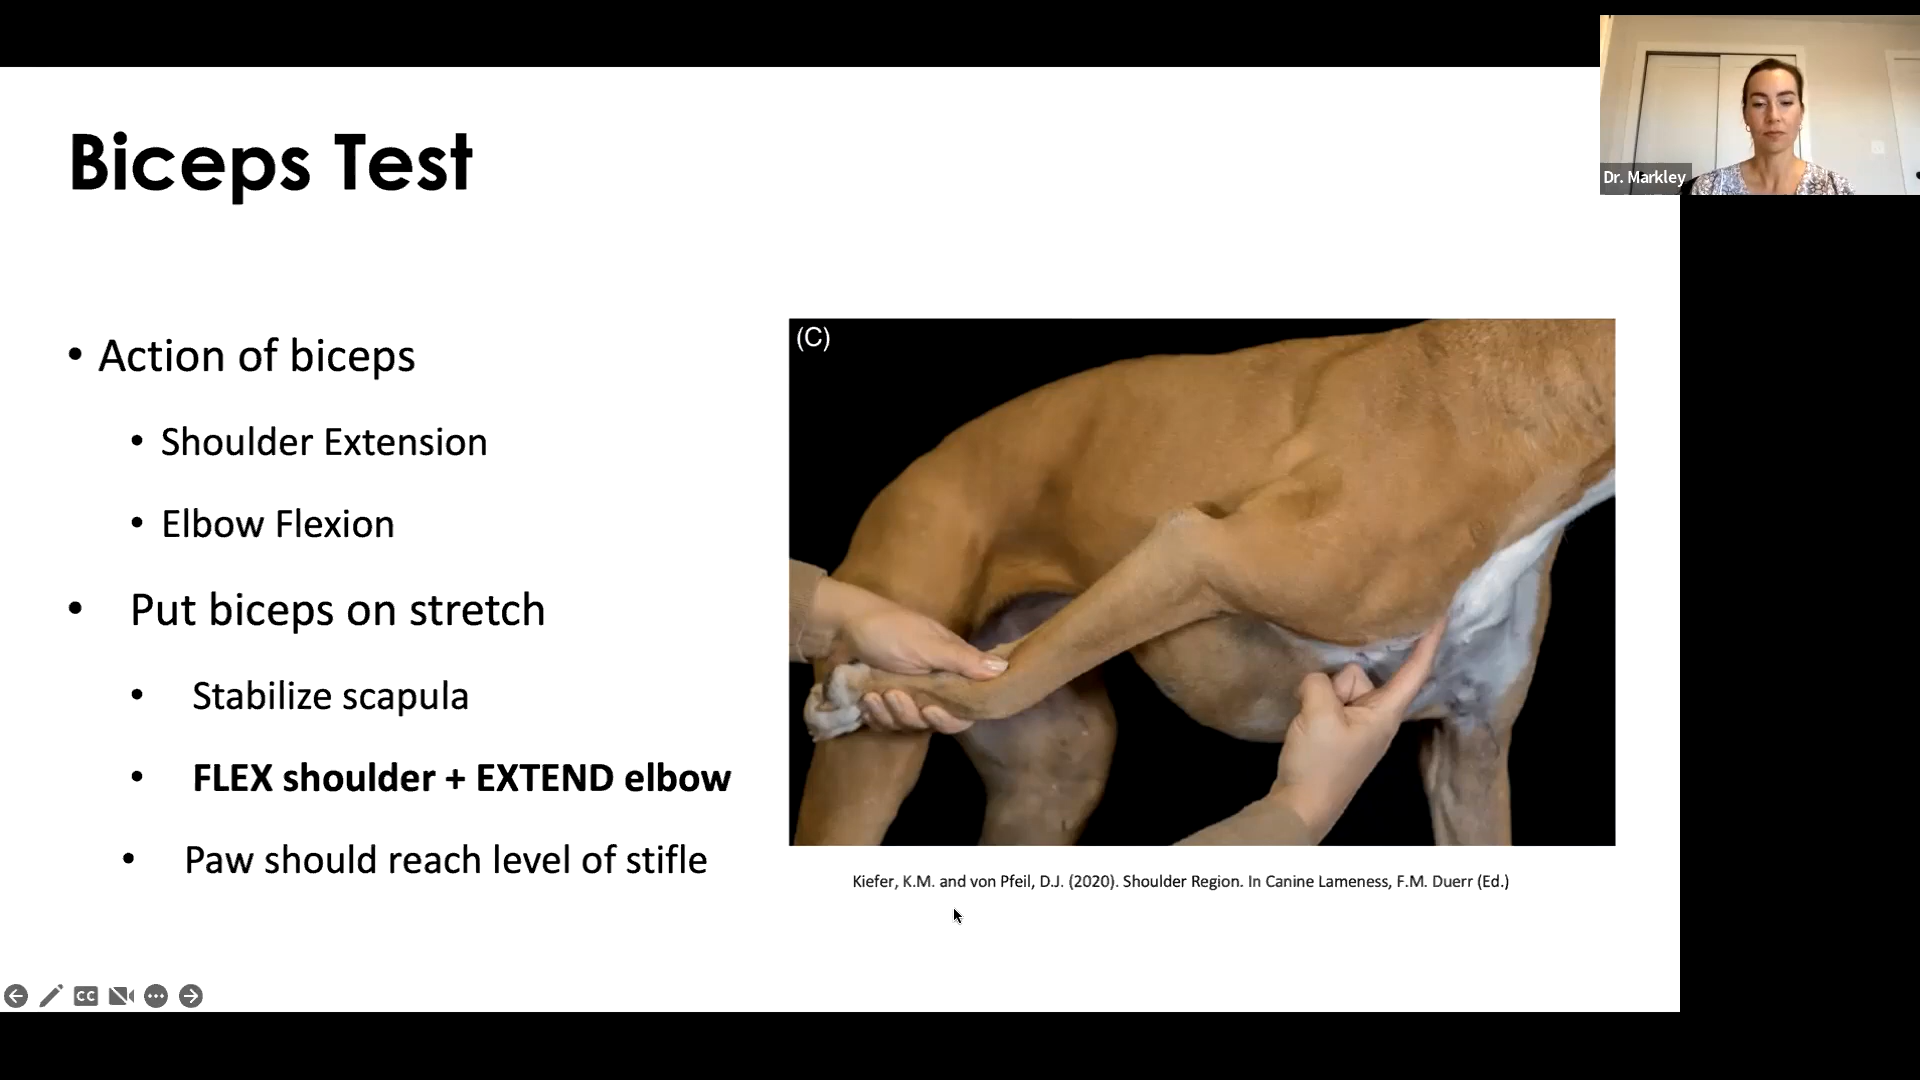 Biceps Test
• Action of biceps
• Shoulder Extension
• Elbow Flexion
• Put biceps on stretch
• Stabilize scapula
• FLEX shoulder + EXTEND elbow
• Paw should reach level of stifle
(C)
Kiefer, K.M. and von Pfeil, D.J. (2020). Shoulder Region. In Canine Lameness, F.M. Duerr (Ed.)
Dr. Markley
CC